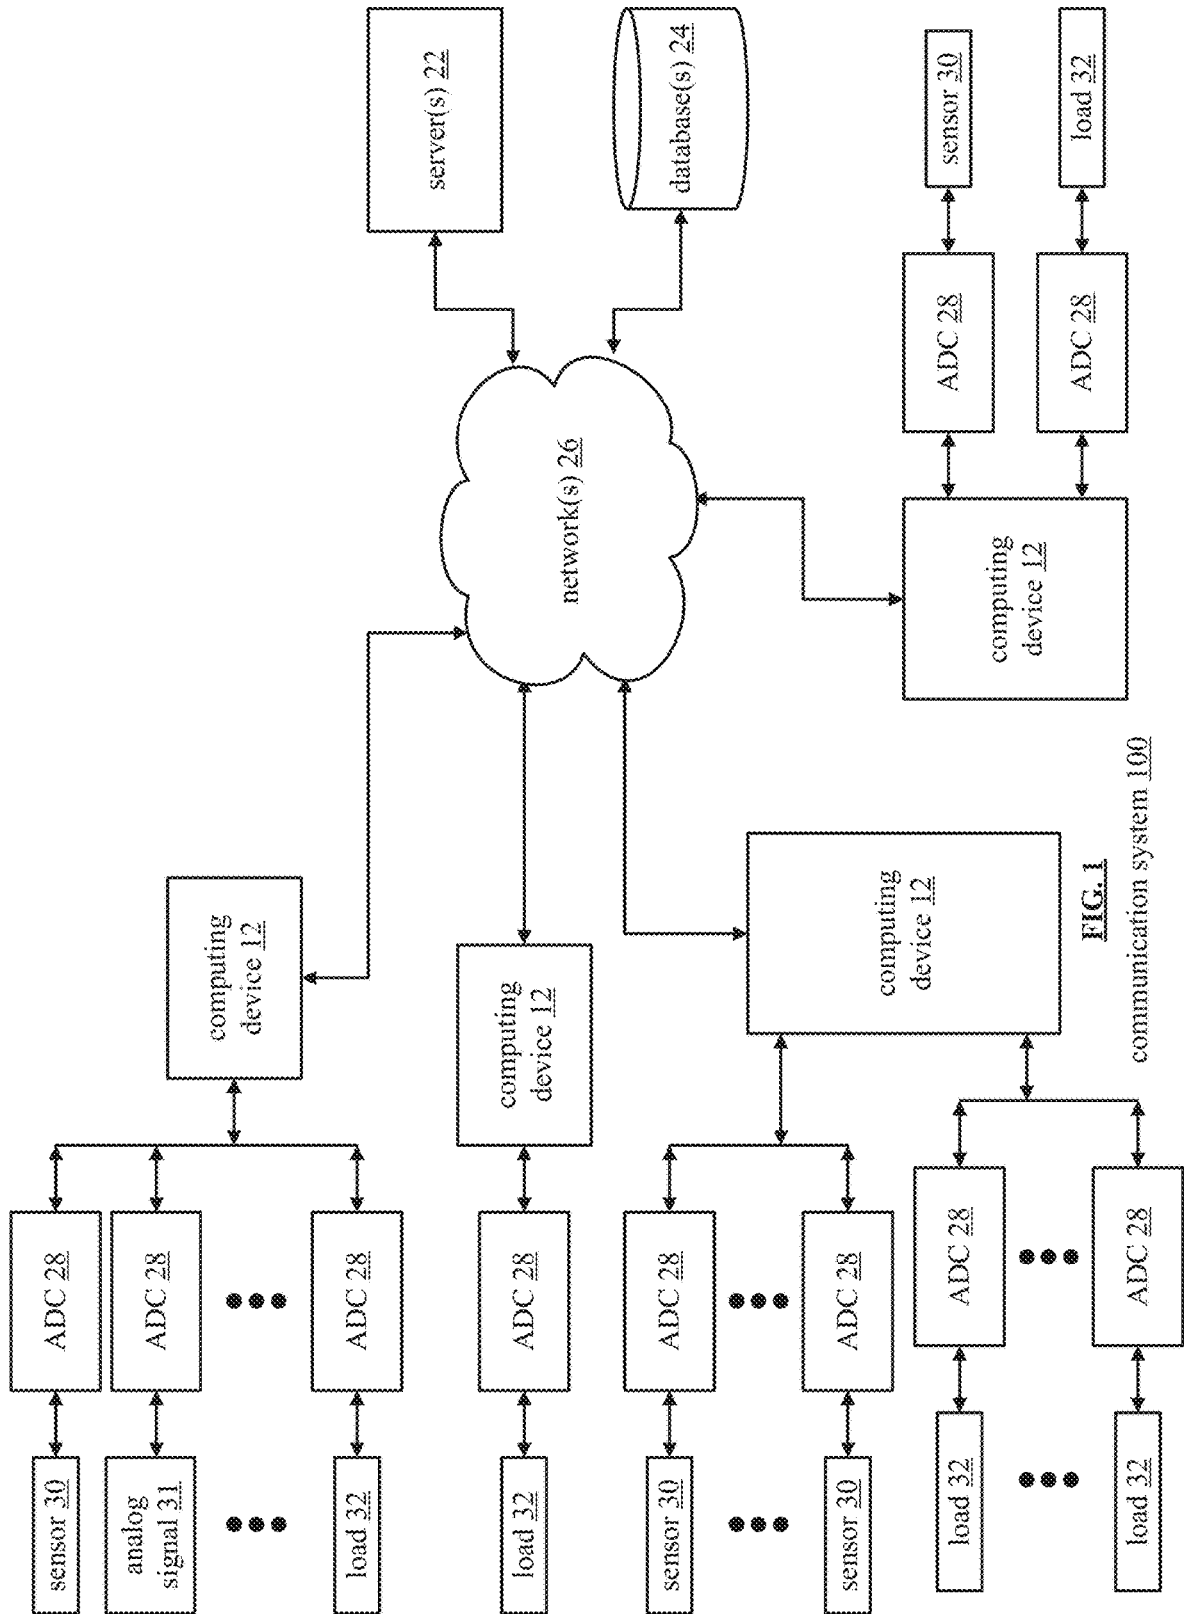 sensor 30
ADC 28
analog
signal 31
ADC 28
computing
device 12
load 32
ADC 28
server(s) 22
load 32
ADC 28
computing
device 12
network(s) 26
database(s) 24
sensor 30
ADC 28
sensor 30
ADC 28
computing
device 12
load 32
ADC 28
load 32
ADC 28
computing
device 12
ADC 28
sensor 30
ADC 28
load 32
FIG. 1
communication system 100